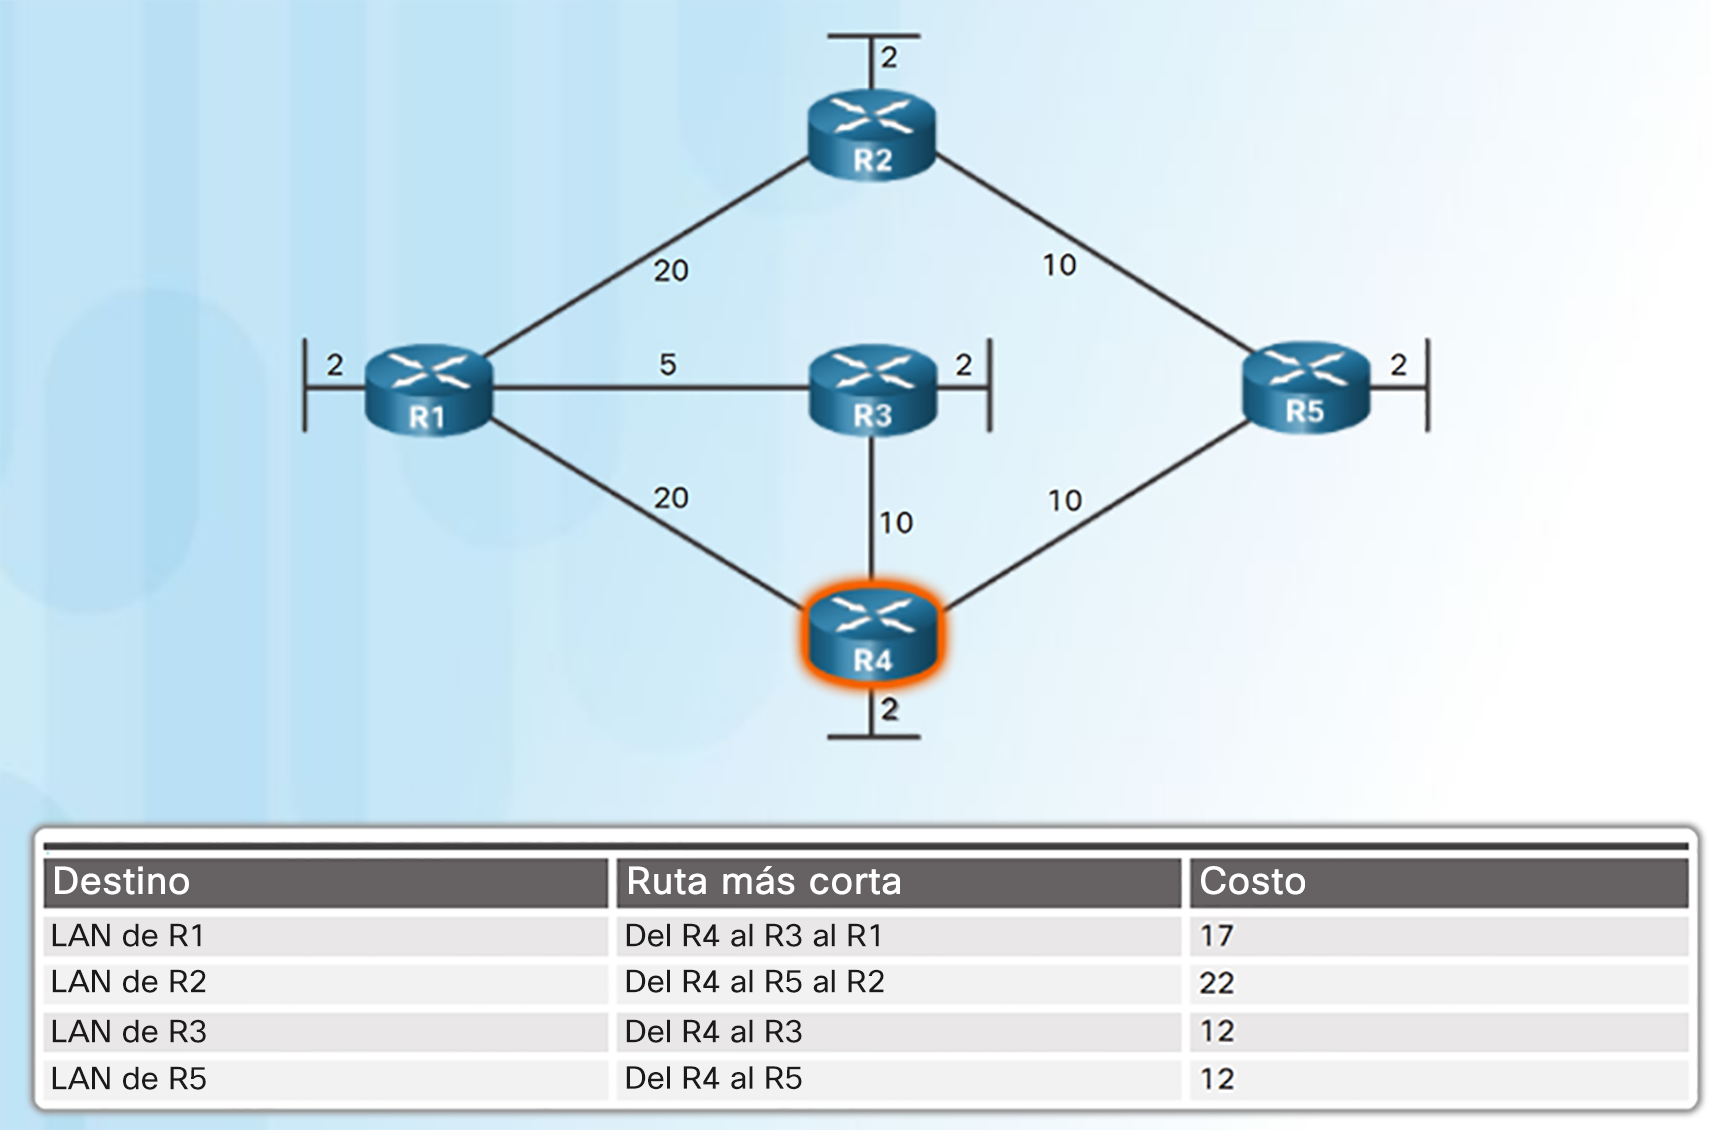 2
R2
20
10
2
R1
5
R3
2
R5
2
20
10
10
R4
2
Destino Ruta más corta Costo
LAN de R1 Del R4 al R3 al R1 17
LAN de R2 Del R4 al R5 al R2 22
LAN de R3 Del R4 al R3 12
LAN de R5 Del R4 al R5 12